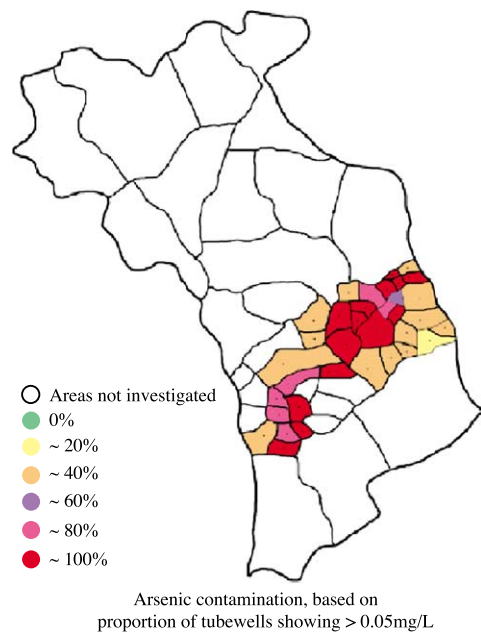 Areas not investigated
0%
~ 20%
~ 40%
~ 60%
~ 80%
~ 100%
Arsenic contamination, based on
proportion of tubewells showing > 0.05mg/L